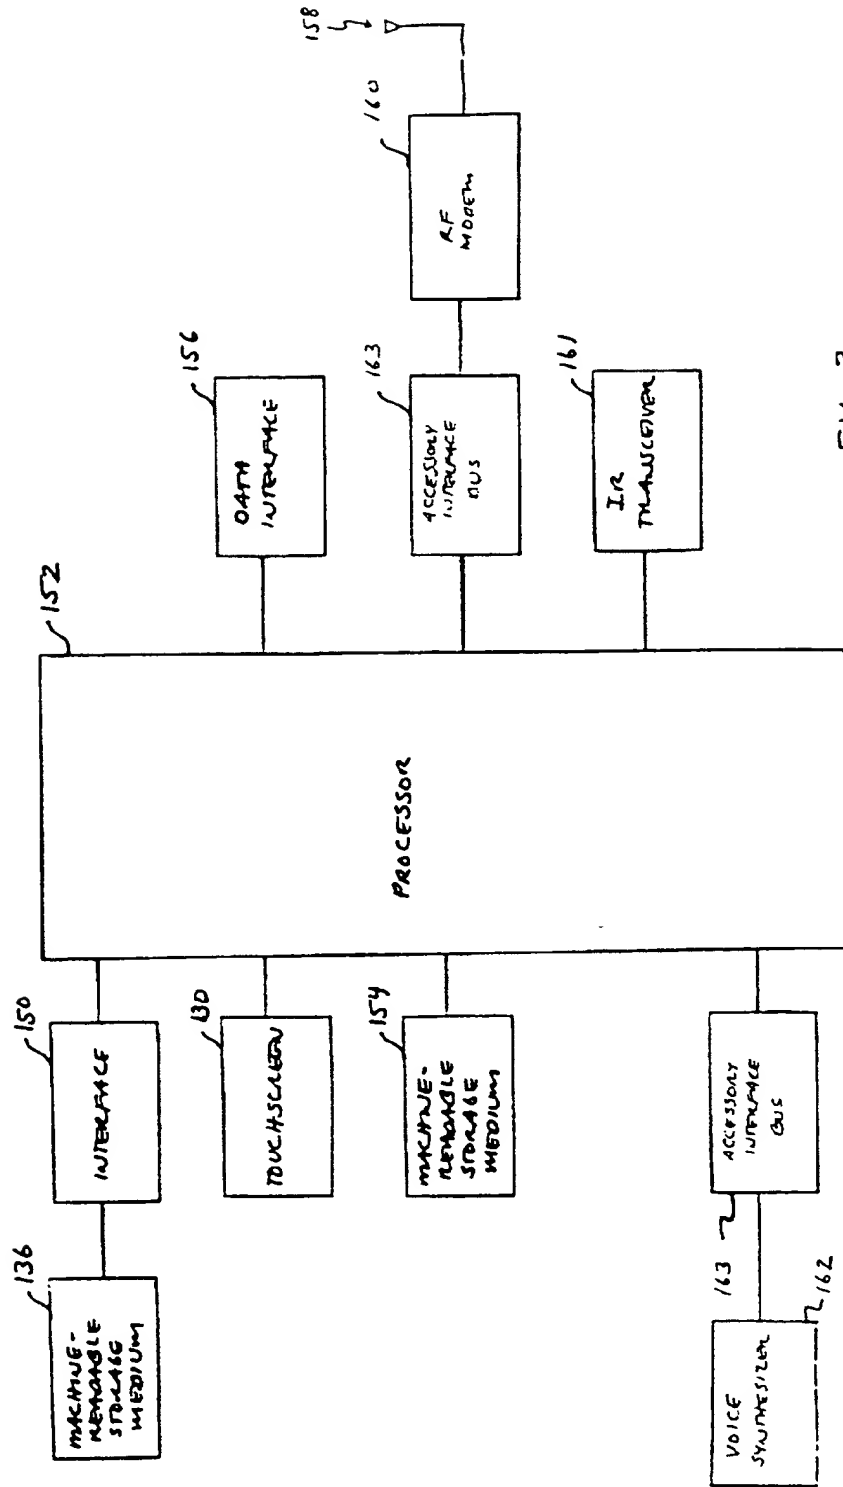 VOICE
SYNTHESIZER
162
163
ACCESSORY
INTERFACE
BUS
MACHINE-
READABLE
STORAGE
MEDIUM
136
INTERFACE
150
TOUCHSCREEN
130
MACHINE-
READABLE
STORAGE
MEDIUM
154
PROCESSOR
152
DATA
INTERFACE
156
ACCESSORY
INTERFACE
BUS
163
IR
TRANSCEIVER
161
RF
MODEM
160
158